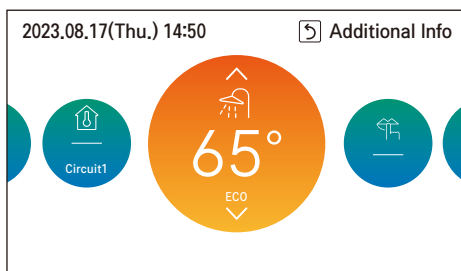 2023.08.17(Thu.) 14:50
Additional Info
65°
ECO
Circuit1